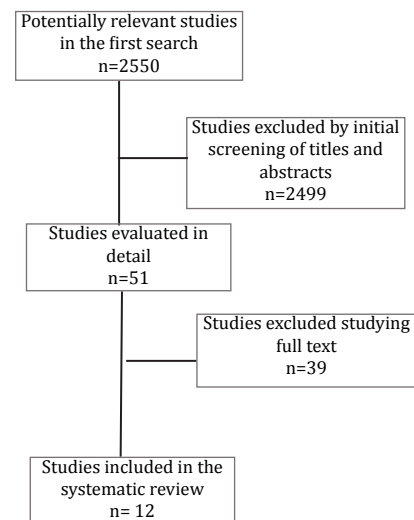 Potentially relevant studies
in the first search
n=2550
Studies excluded by initial
screening of titles and
abstracts
n=2499
Studies evaluated in
detail
n=51
Studies excluded studying
full text
n=39
Studies included in the
systematic review
n= 12